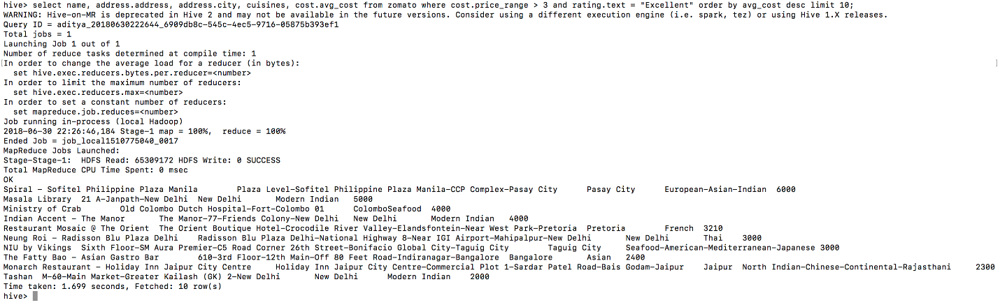 hive> select name, address.address, address.city, cuisines, cost.avg_cost from zomato where cost.price_range > 3 and rating.text = "Excellent" order by avg_cost desc limit 10;
WARNING: Hive-on-MR is deprecated in Hive 2 and may not be available in the future versions. Consider using a different execution engine (i.e. spark, tez) or using Hive 1.X releases.
Query ID = aditya_20180630222644_6909db8c-545c-4ec5-9716-05875b393ef1
Total jobs = 1
Launching Job 1 out of 1
Number of reduce tasks determined at compile time: 1
In order to change the average load for a reducer (in bytes):
  set hive.exec.reducers.bytes.per.reducer=<number>
In order to limit the maximum number of reducers:
  set hive.exec.reducers.max=<number>
In order to set a constant number of reducers:
  set mapreduce.job.reduces=<number>
Job running in-process (local Hadoop)
2018-06-30 22:26:46,184 Stage-1 map = 100%,  reduce = 100%
Ended Job = job_local1510775040_0017
MapReduce Jobs Launched:
Stage-Stage-1:  HDFS Read: 65309172 HDFS Write: 0 SUCCESS
Total MapReduce CPU Time Spent: 0 msec
OK
Spiral - Sofitel Philippine Plaza Manila	Plaza Level-Sofitel Philippine Plaza Manila-CCP Complex-Pasay City	Pasay City	European-Asian-Indian	6000
Masala Library	21 A-Janpath-New Delhi	New Delhi	Modern Indian	5000
Ministry of Crab	Old Colombo Dutch Hospital-Fort-Colombo 01	ColomboSeafood	4000
Indian Accent - The Manor	The Manor-77-Friends Colony-New Delhi	New Delhi	Modern Indian	4000
Restaurant Mosaic @ The Orient	The Orient Boutique Hotel-Crocodile River Valley-Elandsfontein-Near West Park-Pretoria	Pretoria	French	3210
Neung Roi - Radisson Blu Plaza Delhi	Radisson Blu Plaza Delhi-National Highway 8-Near IGI Airport-Mahipalpur-New Delhi	New Delhi	Thai	3000
NIU by Vikings	Sixth Floor-SM Aura Premier-C5 Road Corner 26th Street-Bonifacio Global City-Taguig City	Taguig City	Seafood-American-Mediterranean-Japanese	3000
The Fatty Bao - Asian Gastro Bar	610-3rd Floor-12th Main-Off 80 Feet Road-Indiranagar-Bangalore	Bangalore	Asian	2400
Monarch Restaurant - Holiday Inn Jaipur City Centre	Holiday Inn Jaipur City Centre-Commercial Plot 1-Sardar Patel Road-Bais Godam-Jaipur	Jaipur	North Indian-Chinese-Continental-Rajasthani	2300
Tashan	M-60-Main Market-Greater Kailash (GK) 2-New Delhi	New Delhi	Modern Indian	2000
Time taken: 1.699 seconds, Fetched: 10 row(s)
hive>